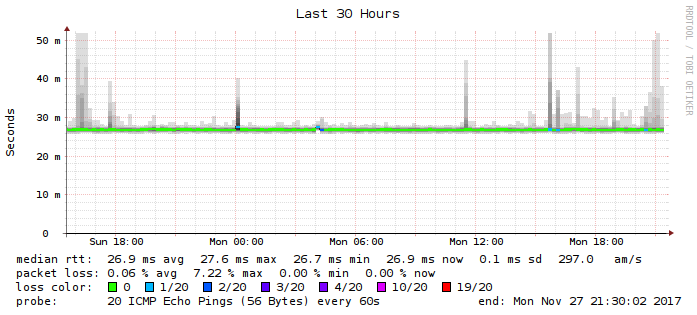 Last 30 Hours
RRDTOOL / TOBI OETIKER
Seconds
50 m
40 m
30 m
20 m
10 m
0
Sun 18:00 Mon 00:00 Mon 06:00 Mon 12:00 Mon 18:00
median rtt: 26.9 ms avg 27.6 ms max 26.7 ms min 26.9 ms now 0.1 ms sd 297.0 am/s
packet loss: 0.06 % avg 7.22 % max 0.00 % min 0.00 % now
loss color: 0 1/20 2/20 3/20 4/20 10/20 19/20
probe: 20 ICMP Echo Pings (56 Bytes) every 60s end: Mon Nov 27 21:30:02 2017